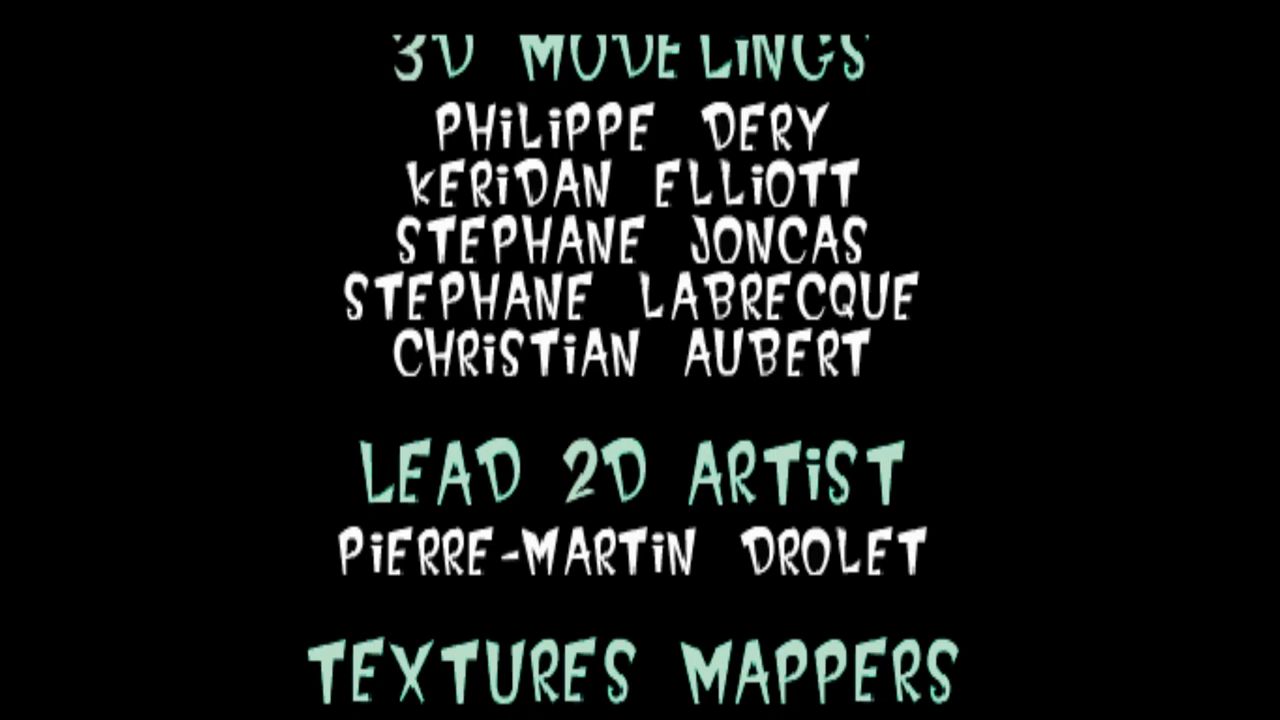 3D MODELiNGS
PHiLiPPE DERY
KERiDAN ELLiOTT
STEPHANE JONCAS
STEPHANE LABRECQUE
CHRiSTiAN AUBERT
LEAD 2D ARTiST
PiERRE-MARTiN DROLET
TEXTURES MAPPERS